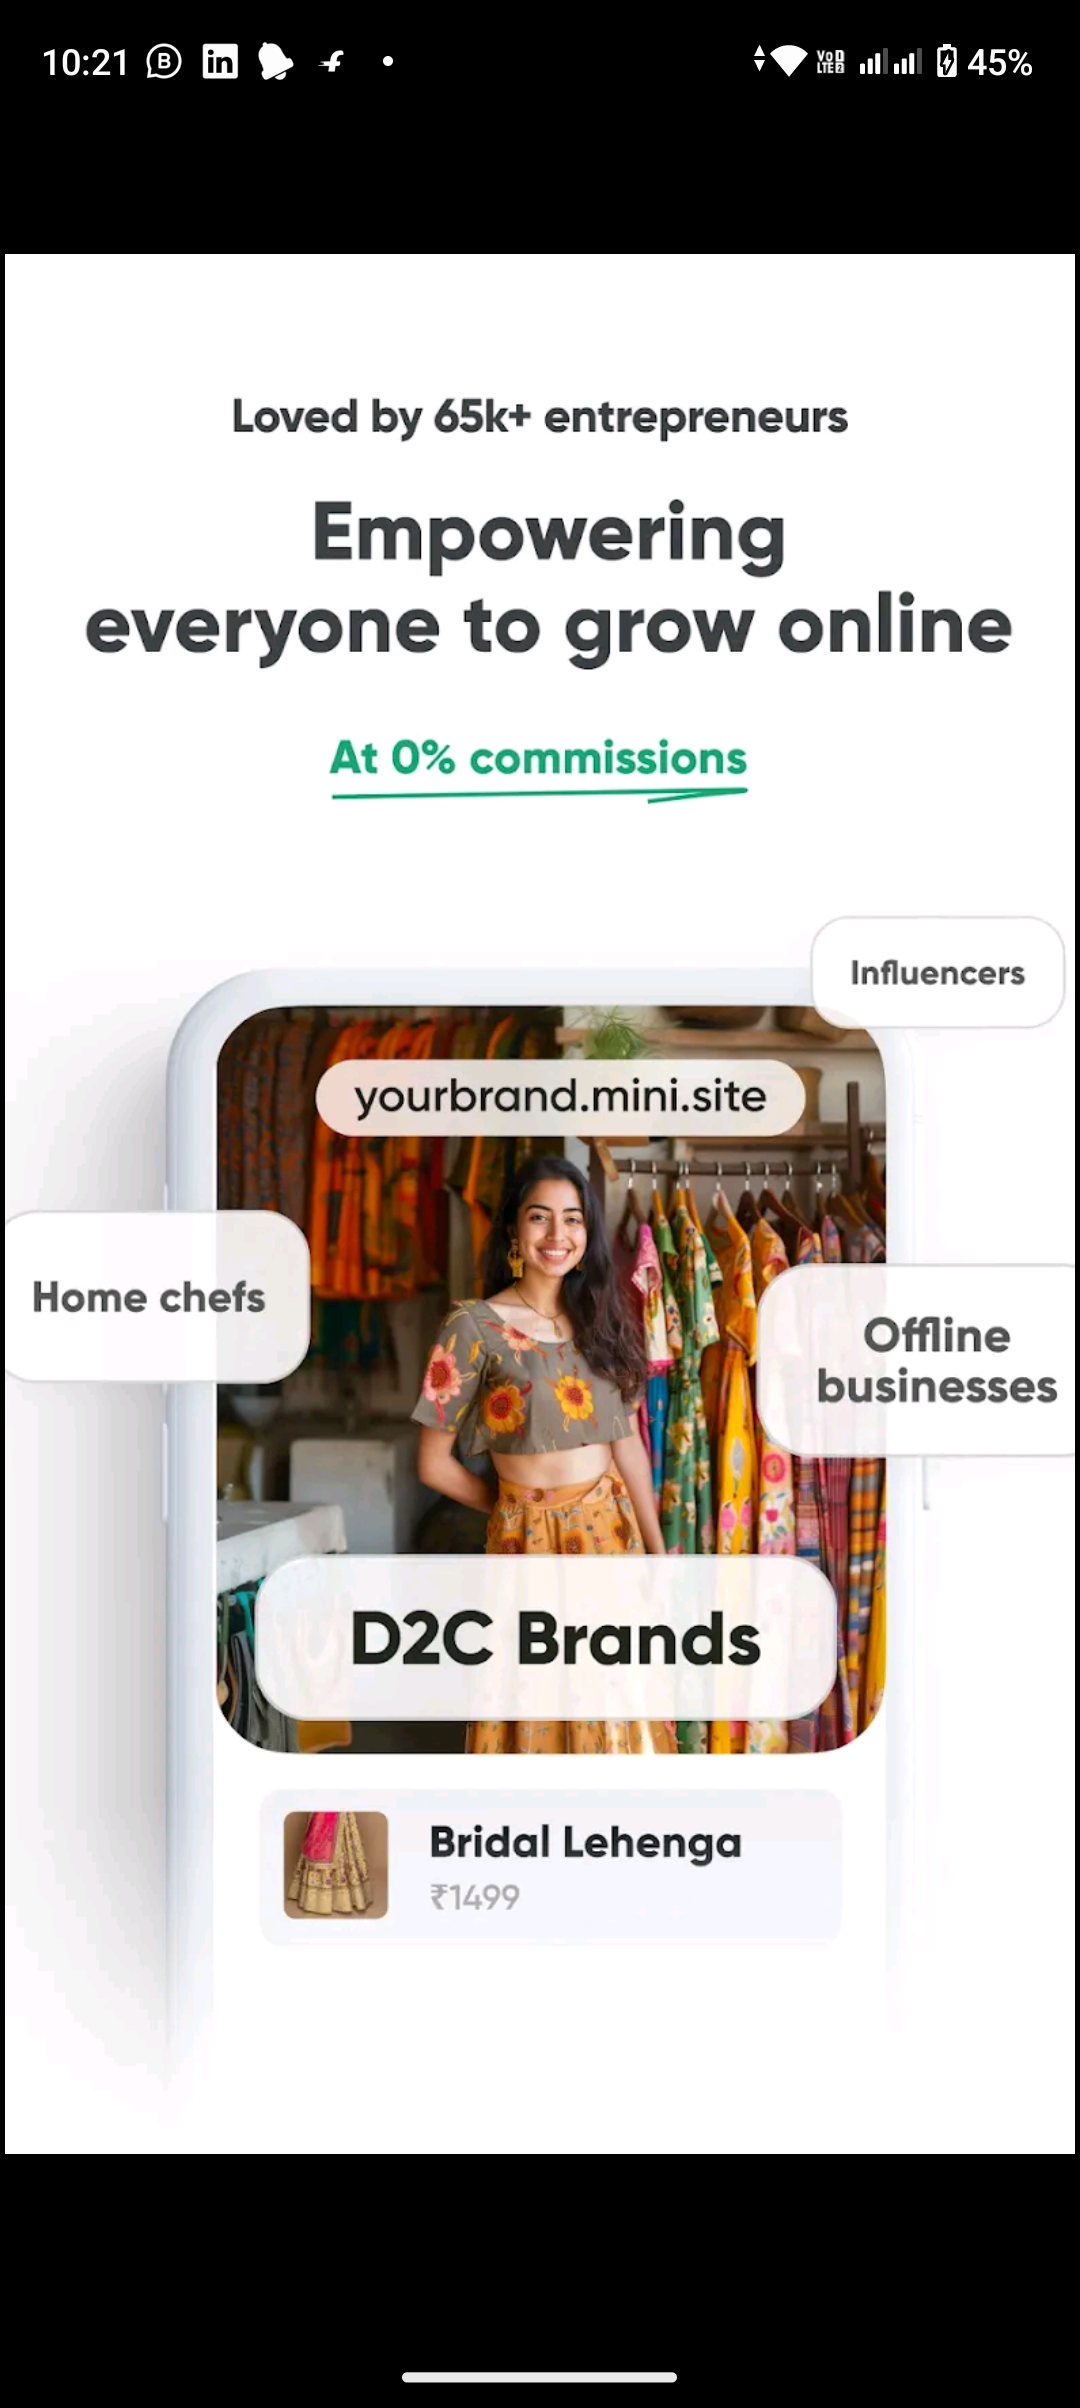 10:21
45%
Loved by 65k+ entrepreneurs
Empowering
everyone to grow online
At 0% commissions
Influencers
yourbrand.mini.site
Home chefs
Offline
businesses
D2C Brands
Bridal Lehenga
₹1499